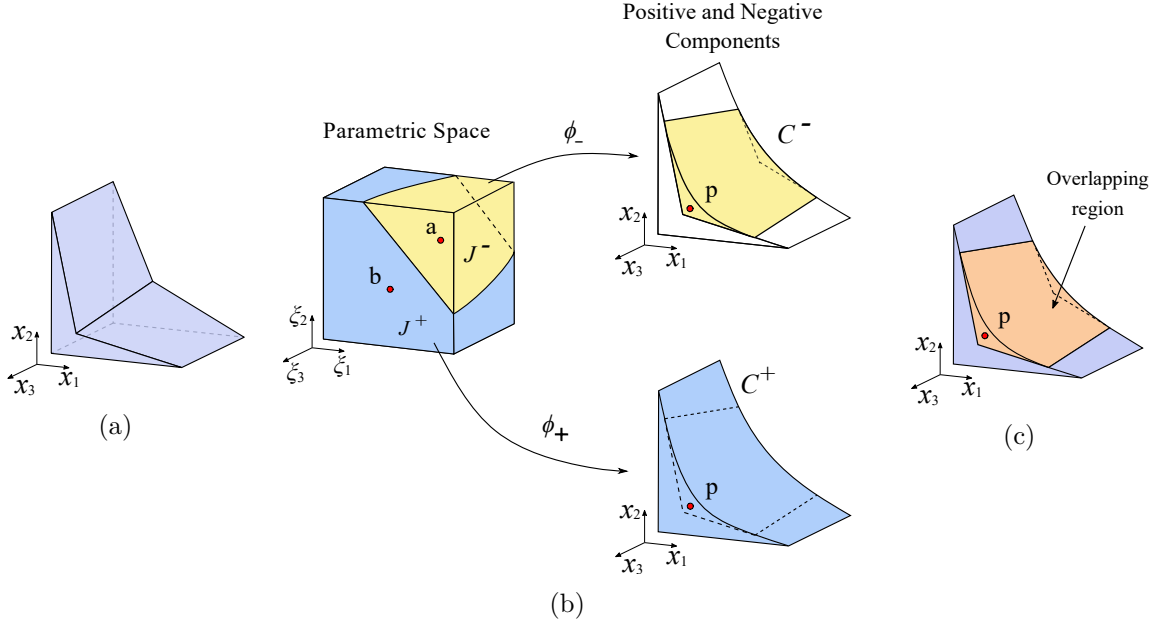 Positive and Negative
Components
Parametric Space
ϕ₋
C⁻
p
x₂
x₁
x₃
a
J⁻
b
J⁺
ξ₂
ξ₁
ξ₃
Overlapping
region
p
x₂
x₁
x₃
(c)
x₂
x₁
x₃
(a)
ϕ₊
C⁺
p
x₂
x₁
x₃
(b)